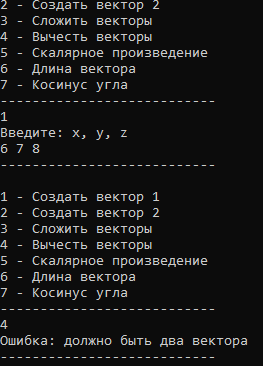 2 - Создать вектор 2
3 - Сложить векторы
4 - Вычесть векторы
5 - Скалярное произведение
6 - Длина вектора
7 - Косинус угла
---------------------------
1
Введите: x, y, z
6 7 8
---------------------------
1 - Создать вектор 1
2 - Создать вектор 2
3 - Сложить векторы
4 - Вычесть векторы
5 - Скалярное произведение
6 - Длина вектора
7 - Косинус угла
---------------------------
4
Ошибка: должно быть два вектора
---------------------------